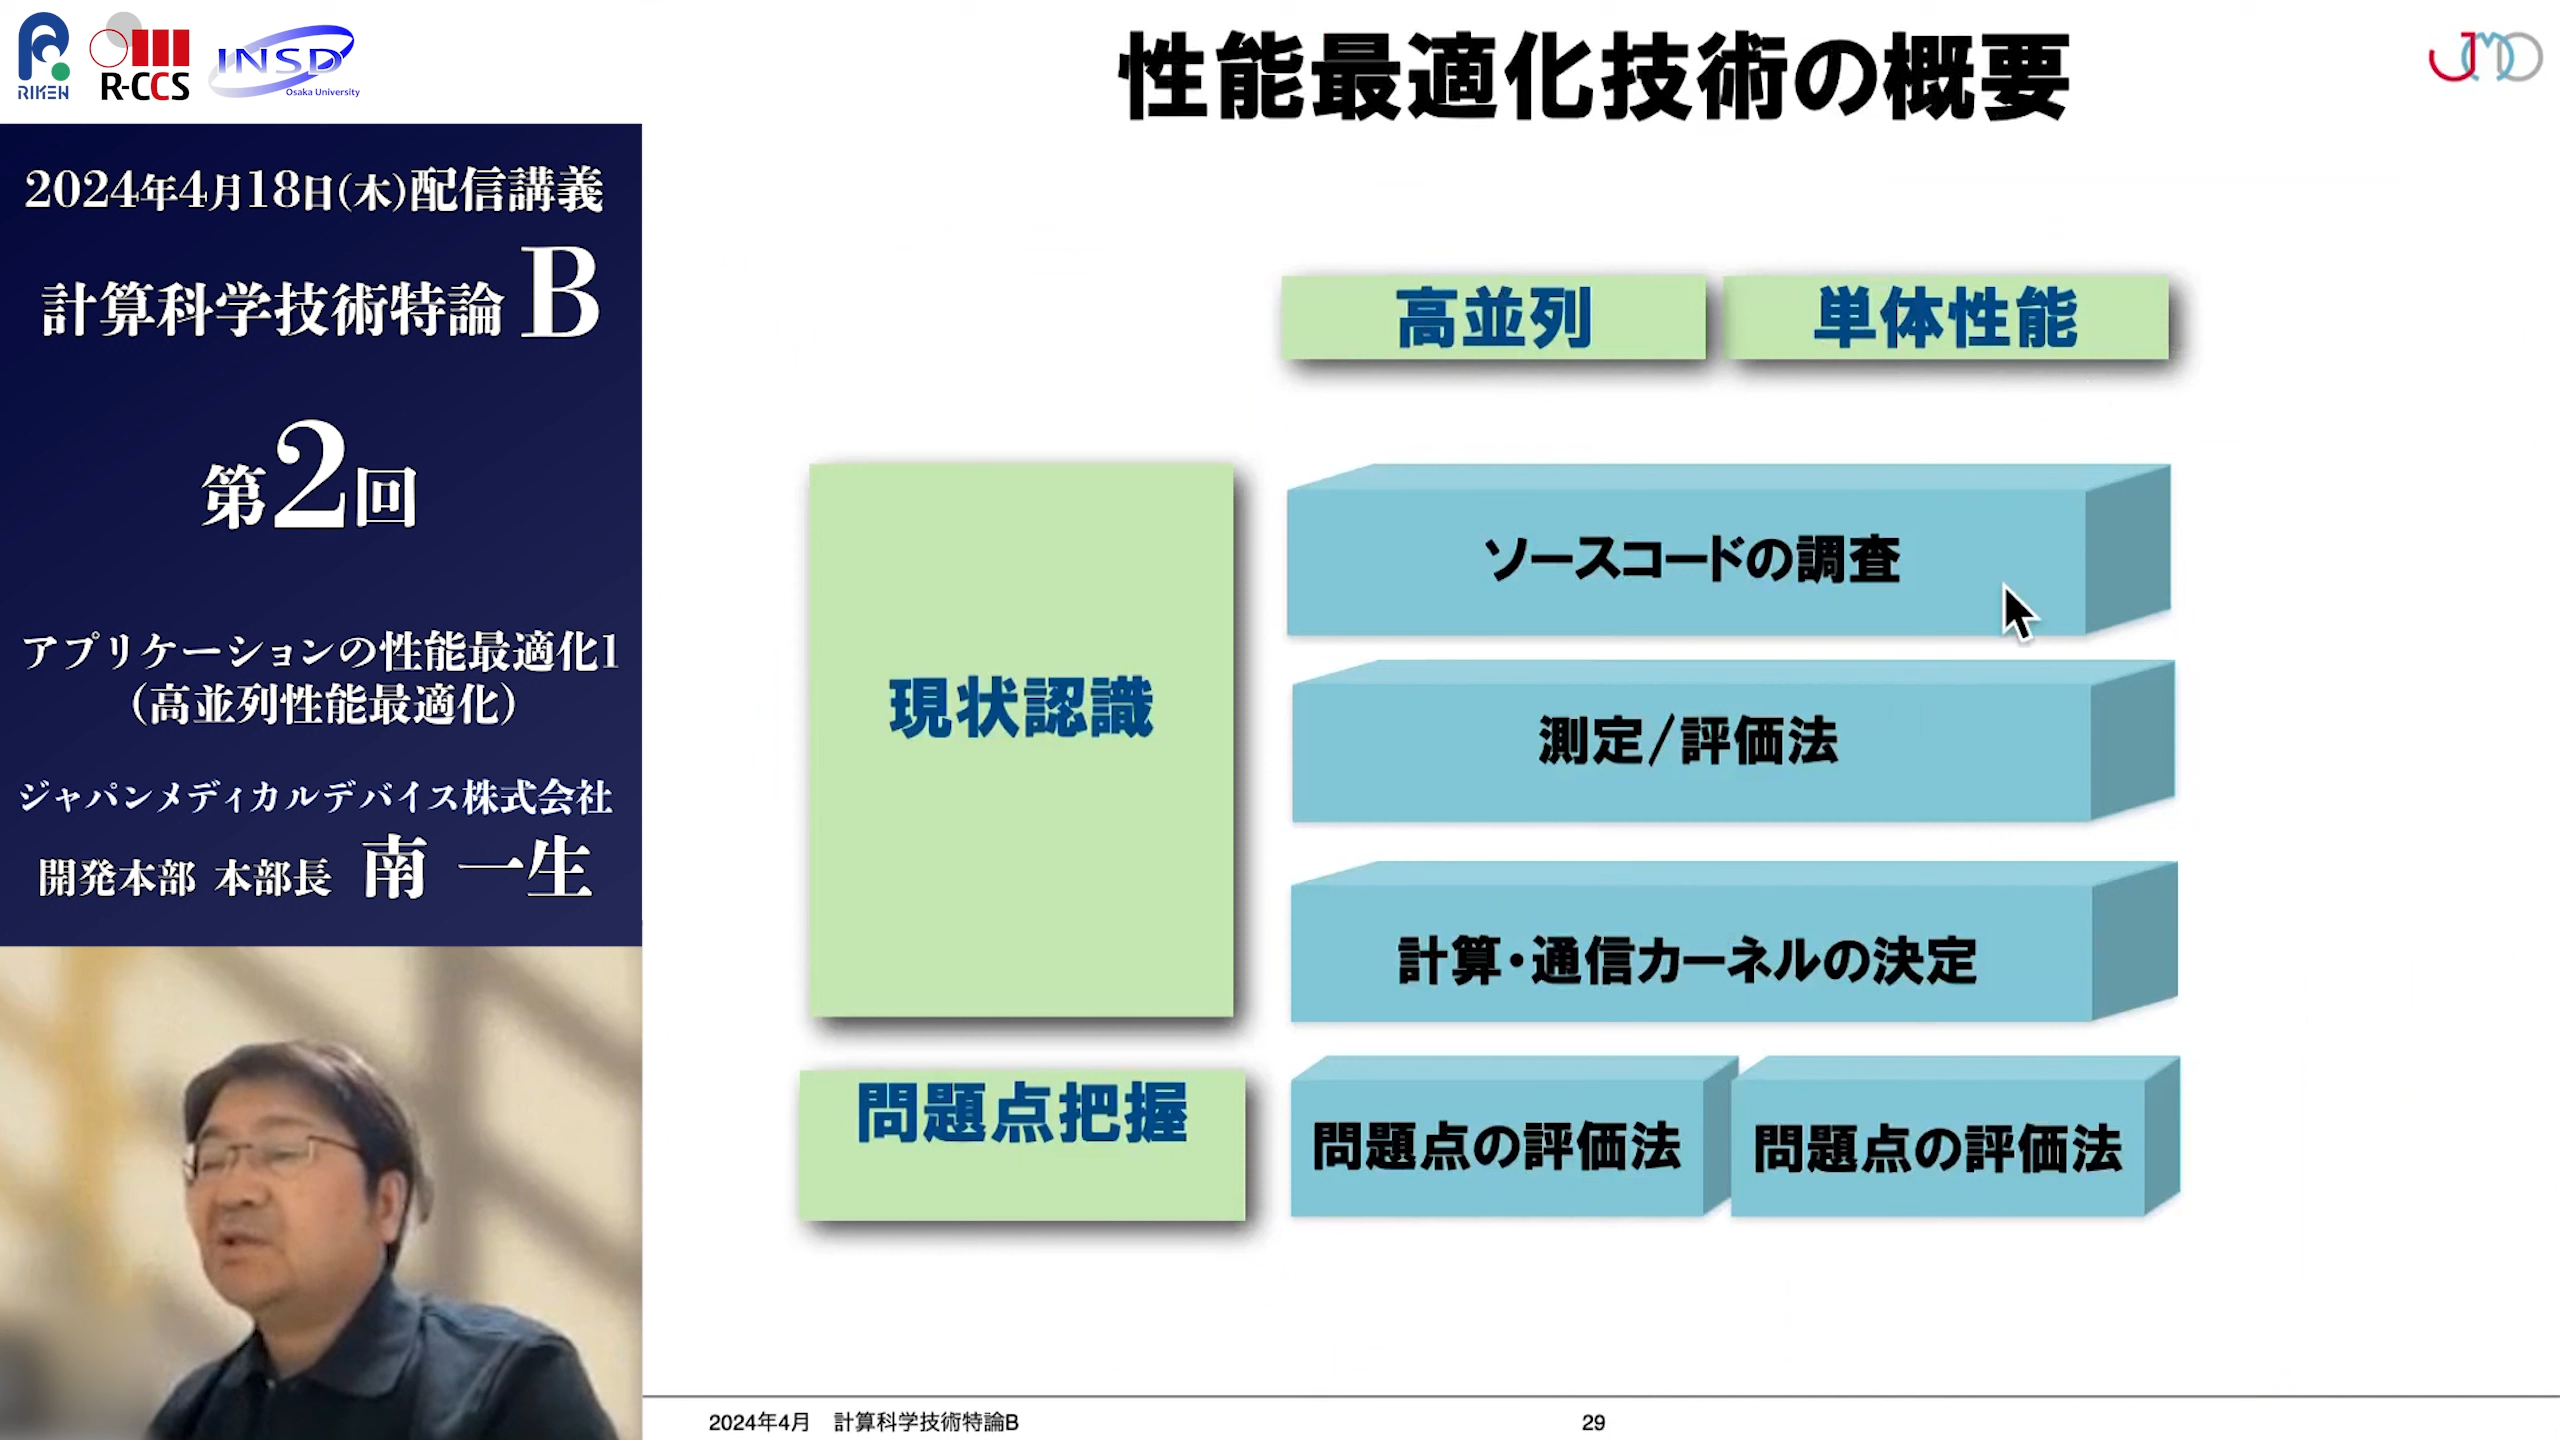 RIKEN
R-CCS
INSD
Osaka University
性能最適化技術の概要
JMD
2024年4月18日(木)配信講義
計算科学技術特論 B
第2回
アプリケーションの性能最適化1
(高並列性能最適化)
ジャパンメディカルデバイス株式会社
開発本部 本部長 南 一生
高並列
単体性能
現状認識
ソースコードの調査
測定/評価法
計算・通信カーネルの決定
問題点把握
問題点の評価法
問題点の評価法
2024年4月 計算科学技術特論B
29